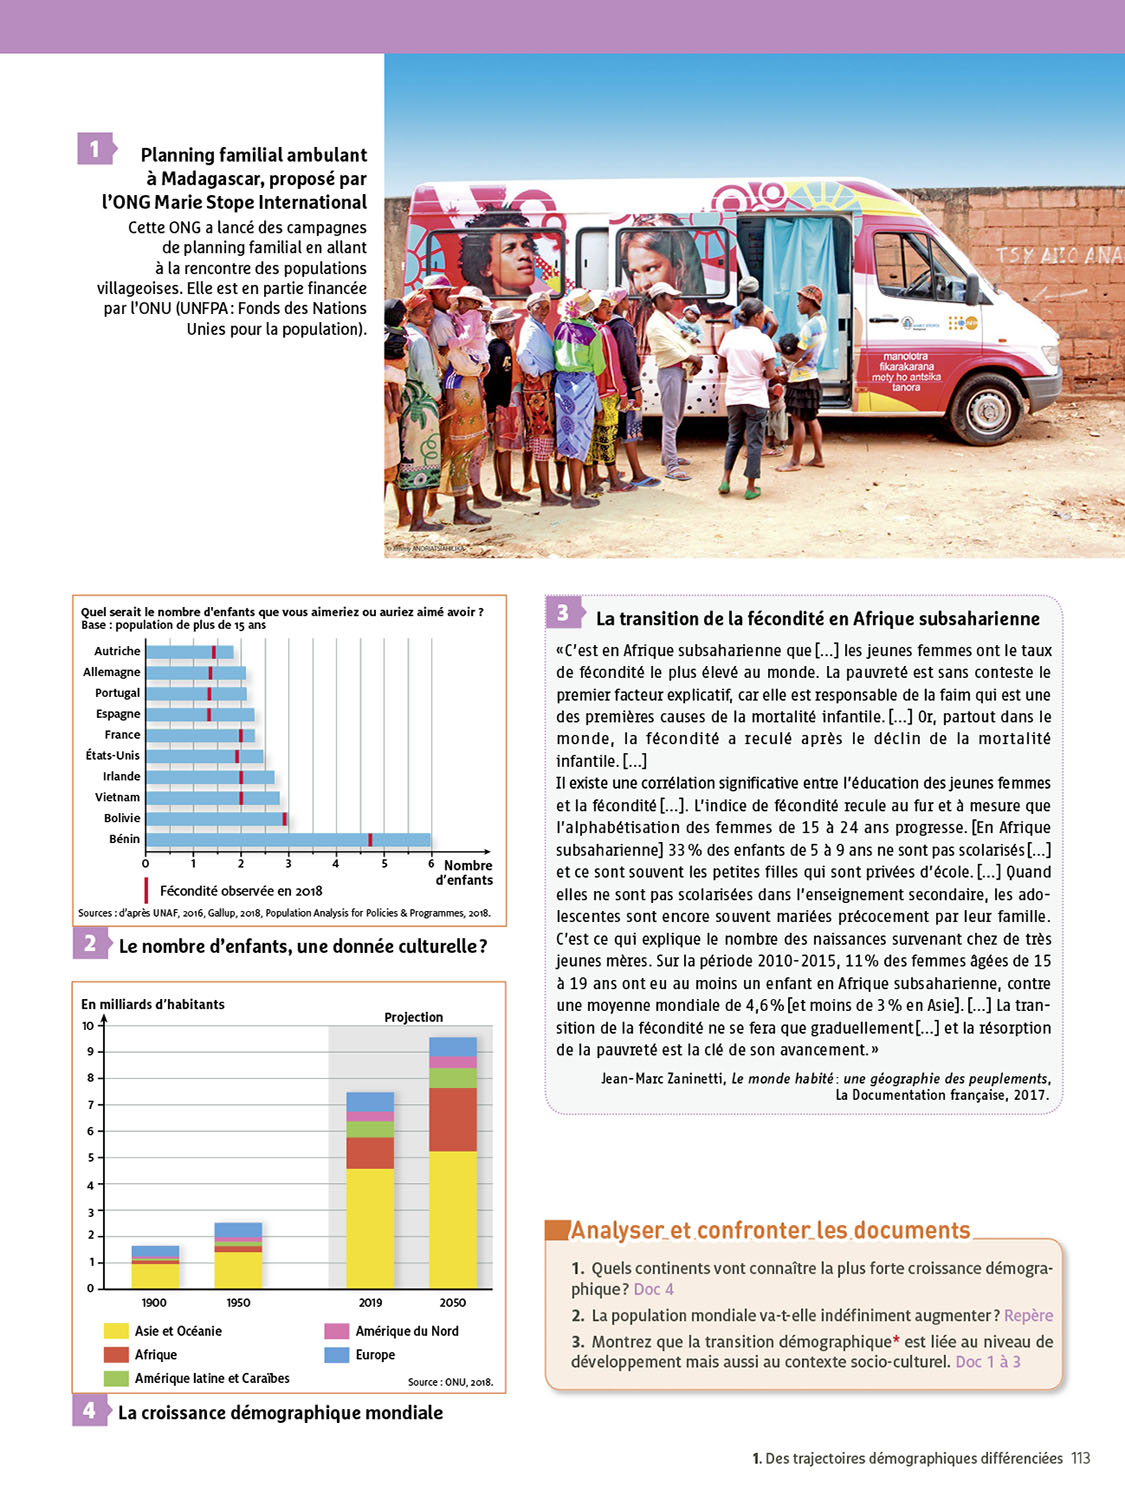 1
Planning familial ambulant
à Madagascar, proposé par
l'ONG Marie Stope International
Cette ONG a lancé des campagnes
de planning familial en allant
à la rencontre des populations
villageoises. Elle est en partie financée
par l'ONU (UNFPA : Fonds des Nations
Unies pour la population).
manolotra
fikarakarana
mety ho antsika
tanora
Quel serait le nombre d'enfants que vous aimeriez ou auriez aimé avoir ?
Base : population de plus de 15 ans
Autriche
Allemagne
Portugal
Espagne
France
États-Unis
Irlande
Vietnam
Bolivie
Bénin
0 1 2 3 4 5 6 Nombre
d'enfants
Fécondité observée en 2018
Sources : d'après UNAF, 2016, Gallup, 2018, Population Analysis for Policies & Programmes, 2018.
2 Le nombre d'enfants, une donnée culturelle ?
En milliards d'habitants
Projection
10
9
8
7
6
5
4
3
2
1
0
1900 1950 2019 2050
Asie et Océanie
Afrique
Amérique latine et Caraïbes
Amérique du Nord
Europe
Source : ONU, 2018.
4 La croissance démographique mondiale
3 La transition de la fécondité en Afrique subsaharienne
« C'est en Afrique subsaharienne que [...] les jeunes femmes ont le taux
de fécondité le plus élevé au monde. La pauvreté est sans conteste le
premier facteur explicatif, car elle est responsable de la faim qui est une
des premières causes de la mortalité infantile. [...] Or, partout dans le
monde, la fécondité a reculé après le déclin de la mortalité
infantile. [...]
Il existe une corrélation significative entre l'éducation des jeunes femmes
et la fécondité [...]. L'indice de fécondité recule au fur et à mesure que
l'alphabétisation des femmes de 15 à 24 ans progresse. [En Afrique
subsaharienne] 33 % des enfants de 5 à 9 ans ne sont pas scolarisés [...]
et ce sont souvent les petites filles qui sont privées d'école. [...] Quand
elles ne sont pas scolarisées dans l'enseignement secondaire, les ado-
lescentes sont encore souvent mariées précocement par leur famille.
C'est ce qui explique le nombre des naissances survenant chez de très
jeunes mères. Sur la période 2010-2015, 11 % des femmes âgées de 15
à 19 ans ont eu au moins un enfant en Afrique subsaharienne, contre
une moyenne mondiale de 4,6 % [et moins de 3 % en Asie]. [...] La tran-
sition de la fécondité ne se fera que graduellement [...] et la résorption
de la pauvreté est la clé de son avancement. »
Jean-Marc Zaninetti, Le monde habité : une géographie des peuplements,
La Documentation française, 2017.
Analyser et confronter les documents
1. Quels continents vont connaître la plus forte croissance démogra-
phique ? Doc 4
2. La population mondiale va-t-elle indéfiniment augmenter ? Repère
3. Montrez que la transition démographique* est liée au niveau de
développement mais aussi au contexte socio-culturel. Doc 1 à 3
1. Des trajectoires démographiques différenciées 113